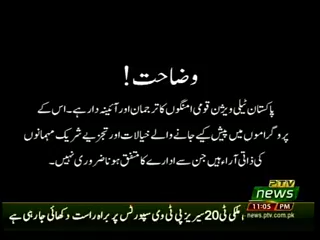 وضاحت!
پاکستان ٹیلی ویژن قومی امنگوں کا ترجمان اور آئینہ دار ہے۔ اس کے
پروگراموں میں پیش کیے جانے والے خیالات اور تجزیے شریک مہمانوں
کی ذاتی آراء ہیں جن سے ادارے کا متفق ہونا ضروری نہیں۔
PTV
news
11:05 PM
www.ptv.com.pk
ملکی ٹی20 سیریز پی ٹی وی سپورٹس پر براہ راست دکھائی جا رہی ہے